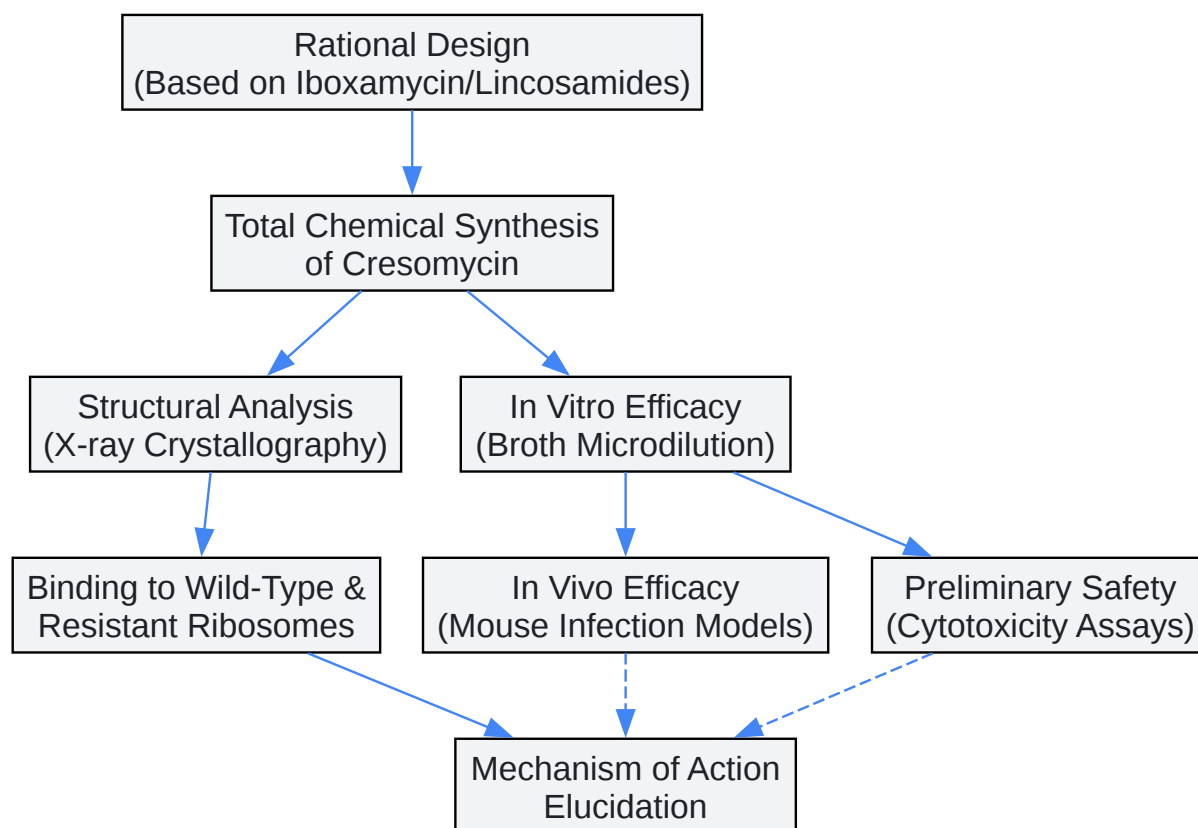 Rational Design
(Based on Iboxamycin/Lincosamides)
Total Chemical Synthesis
of Cresomycin
Structural Analysis
(X-ray Crystallography)
In Vitro Efficacy
(Broth Microdilution)
Binding to Wild-Type &
Resistant Ribosomes
In Vivo Efficacy
(Mouse Infection Models)
Preliminary Safety
(Cytotoxicity Assays)
Mechanism of Action
Elucidation